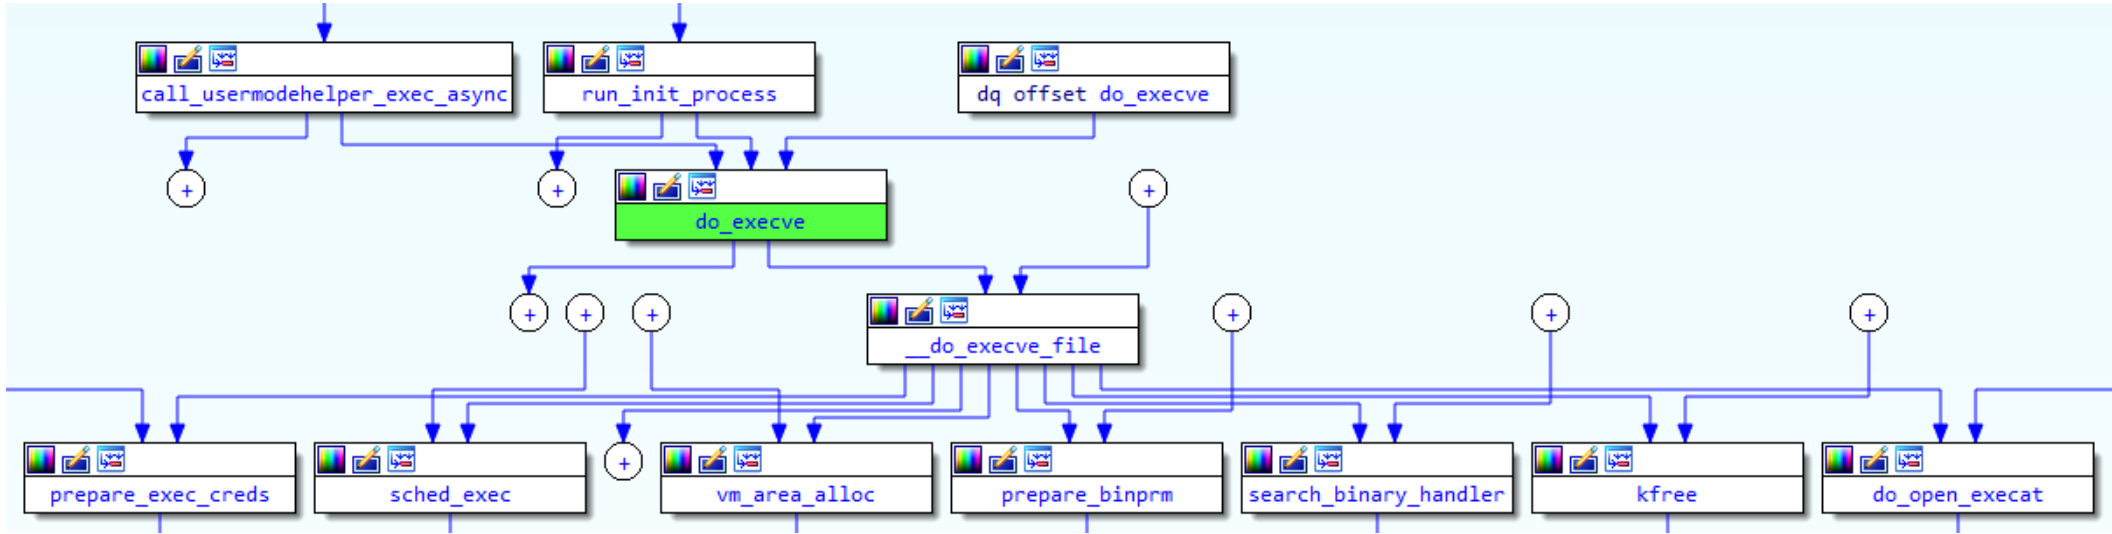 call_usermodehelper_exec_async
run_init_process
dq offset do_execve
+
+
do_execve
+
+
+
+
__do_execve_file
+
+
+
prepare_exec_creds
sched_exec
+
vm_area_alloc
prepare_binprm
search_binary_handler
kfree
do_open_execat